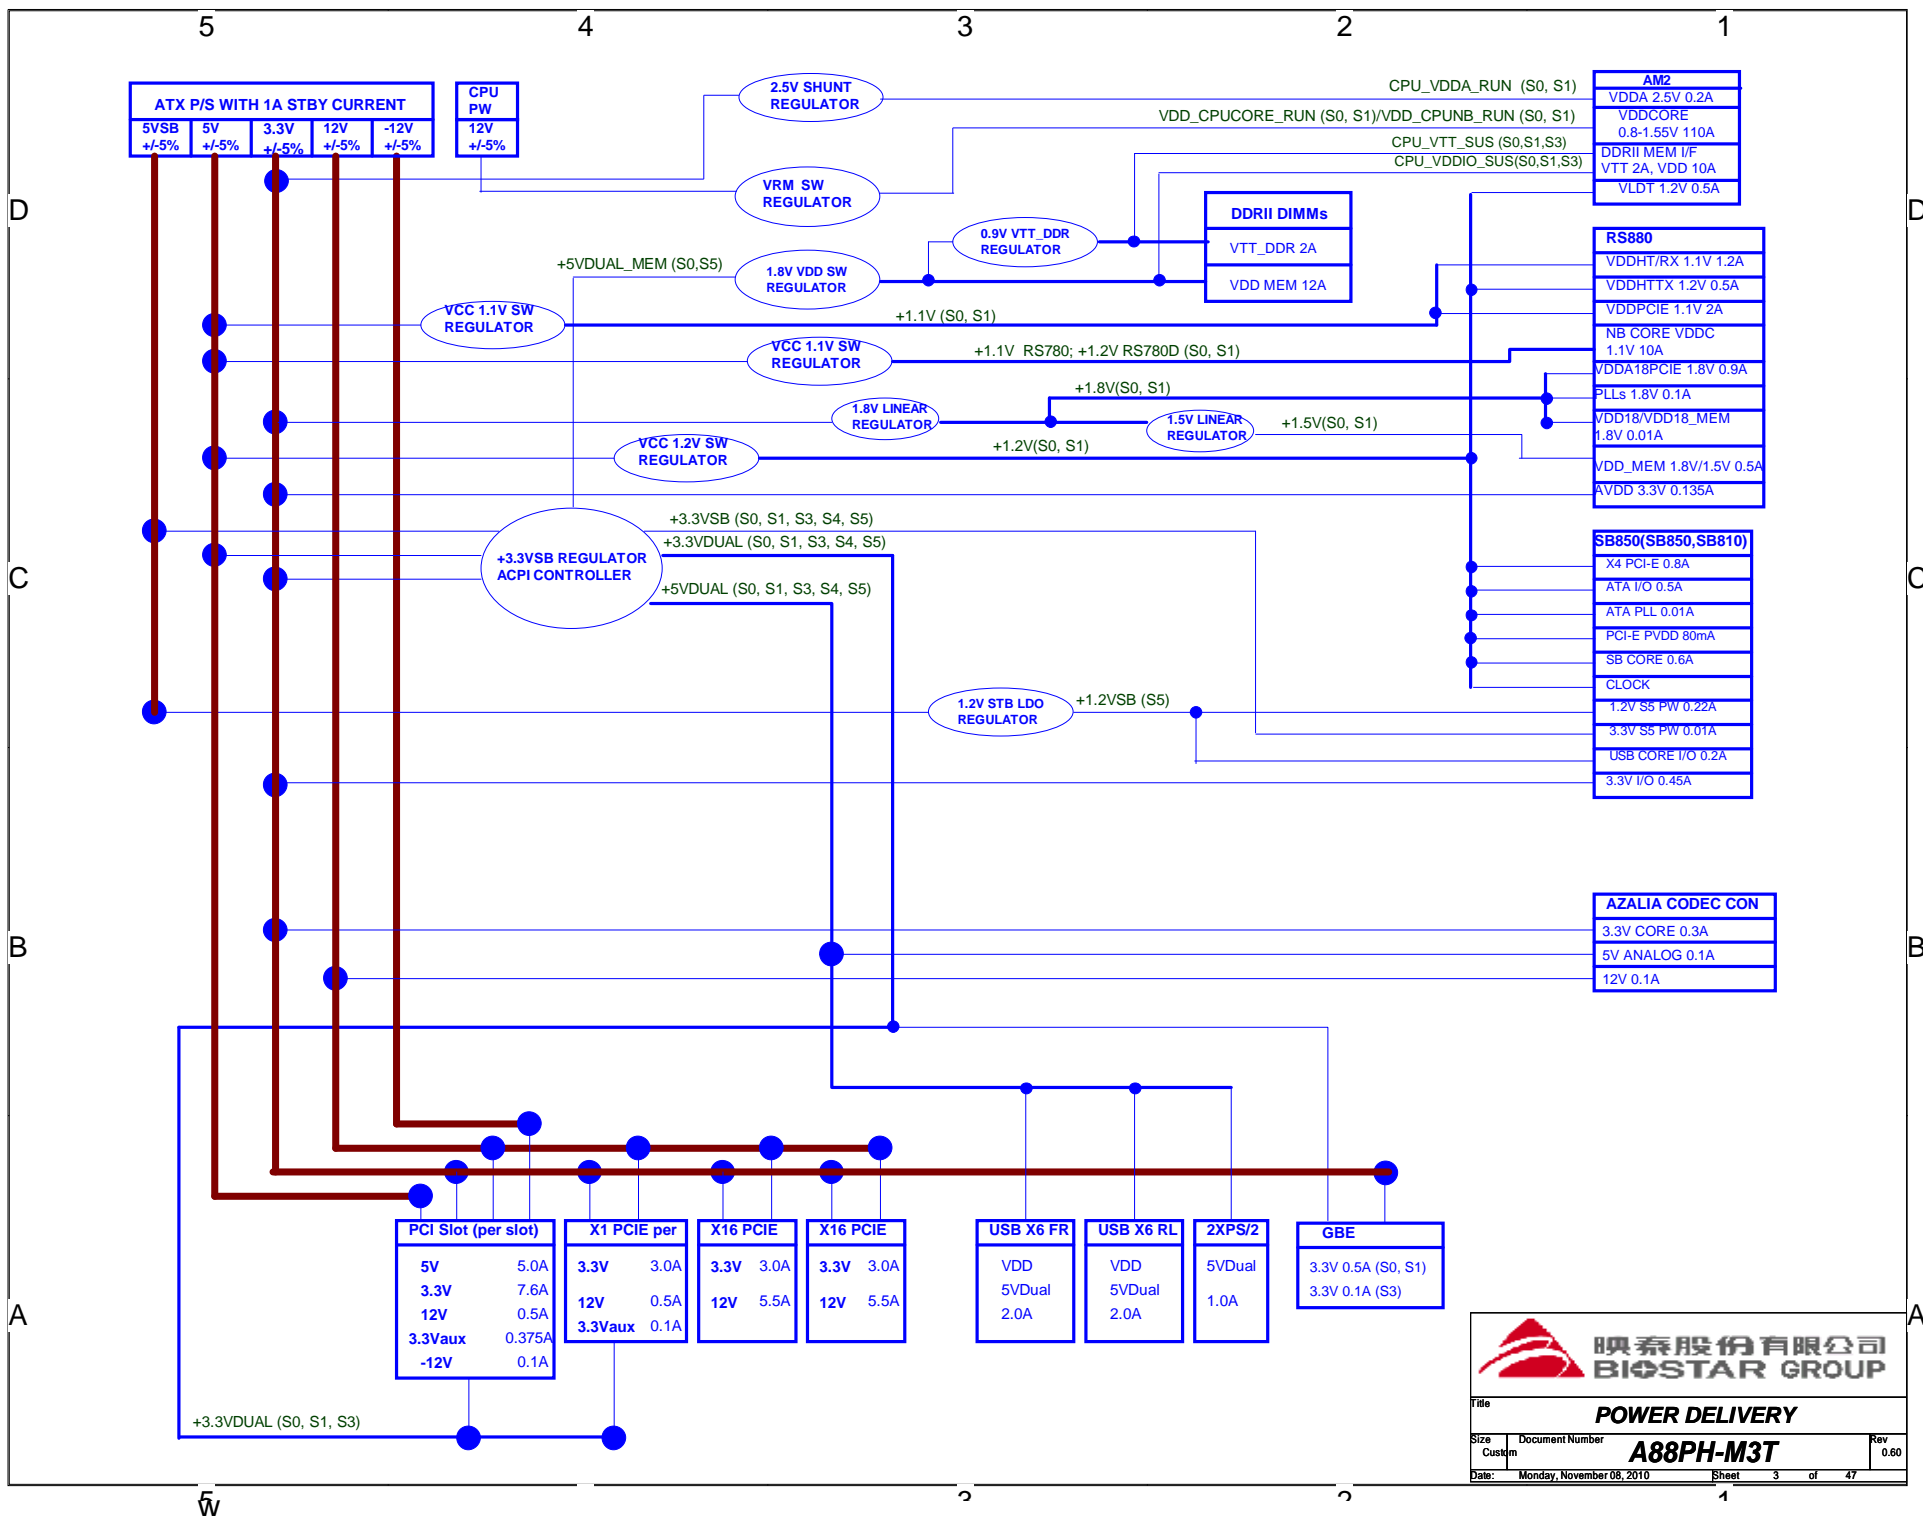 5 4 3 2 1
D
D
C
C
B
B
A
A
ATX P/S WITH 1A STBY CURRENT
5VSB +/-5%
5V +/-5%
3.3V +/-5%
12V +/-5%
-12V +/-5%
CPU PW
12V +/-5%
2.5V SHUNT
REGULATOR
CPU_VDDA_RUN (S0, S1)
VDD_CPUCORE_RUN (S0, S1)/VDD_CPUNB_RUN (S0, S1)
CPU_VTT_SUS (S0,S1,S3)
CPU_VDDIO_SUS(S0,S1,S3)
AM2
VDDA 2.5V 0.2A
VDDCORE
0.8-1.55V 110A
DDRII MEM I/F
VTT 2A, VDD 10A
VLDT 1.2V 0.5A
VRM SW
REGULATOR
DDRII DIMMs
VTT_DDR 2A
VDD MEM 12A
0.9V VTT_DDR
REGULATOR
+5VDUAL_MEM (S0,S5)
1.8V VDD SW
REGULATOR
VCC 1.1V SW
REGULATOR
+1.1V (S0, S1)
VCC 1.1V SW
REGULATOR
+1.1V RS780; +1.2V RS780D (S0, S1)
+1.8V(S0, S1)
1.8V LINEAR
REGULATOR
1.5V LINEAR
REGULATOR
+1.5V(S0, S1)
VCC 1.2V SW
REGULATOR
+1.2V(S0, S1)
RS880
VDDHT/RX 1.1V 1.2A
VDDHTTX 1.2V 0.5A
VDDPCIE 1.1V 2A
NB CORE VDDC
1.1V 10A
VDDA18PCIE 1.8V 0.9A
PLLs 1.8V 0.1A
VDD18/VDD18_MEM
1.8V 0.01A
VDD_MEM 1.8V/1.5V 0.5A
AVDD 3.3V 0.135A
+3.3VSB REGULATOR
ACPI CONTROLLER
+3.3VSB (S0, S1, S3, S4, S5)
+3.3VDUAL (S0, S1, S3, S4, S5)
+5VDUAL (S0, S1, S3, S4, S5)
SB850(SB850,SB810)
X4 PCI-E 0.8A
ATA I/O 0.5A
ATA PLL 0.01A
PCI-E PVDD 80mA
SB CORE 0.6A
CLOCK
1.2V S5 PW 0.22A
3.3V S5 PW 0.01A
USB CORE I/O 0.2A
3.3V I/O 0.45A
1.2V STB LDO
REGULATOR
+1.2VSB (S5)
AZALIA CODEC CON
3.3V CORE 0.3A
5V ANALOG 0.1A
12V 0.1A
PCI Slot (per slot)
5V 5.0A
3.3V 7.6A
12V 0.5A
3.3Vaux 0.375A
-12V 0.1A
X1 PCIE per
3.3V 3.0A
12V 0.5A
3.3Vaux 0.1A
X16 PCIE
3.3V 3.0A
12V 5.5A
X16 PCIE
3.3V 3.0A
12V 5.5A
USB X6 FR
VDD
5VDual
2.0A
USB X6 RL
VDD
5VDual
2.0A
2XPS/2
5VDual
1.0A
GBE
3.3V 0.5A (S0, S1)
3.3V 0.1A (S3)
+3.3VDUAL (S0, S1, S3)
映泰股份有限公司
BIOSTAR GROUP
Title
POWER DELIVERY
Size Document Number Rev
Custom A88PH-M3T 0.60
Date: Monday, November 08, 2010 Sheet 3 of 47
5 3 2 1
W